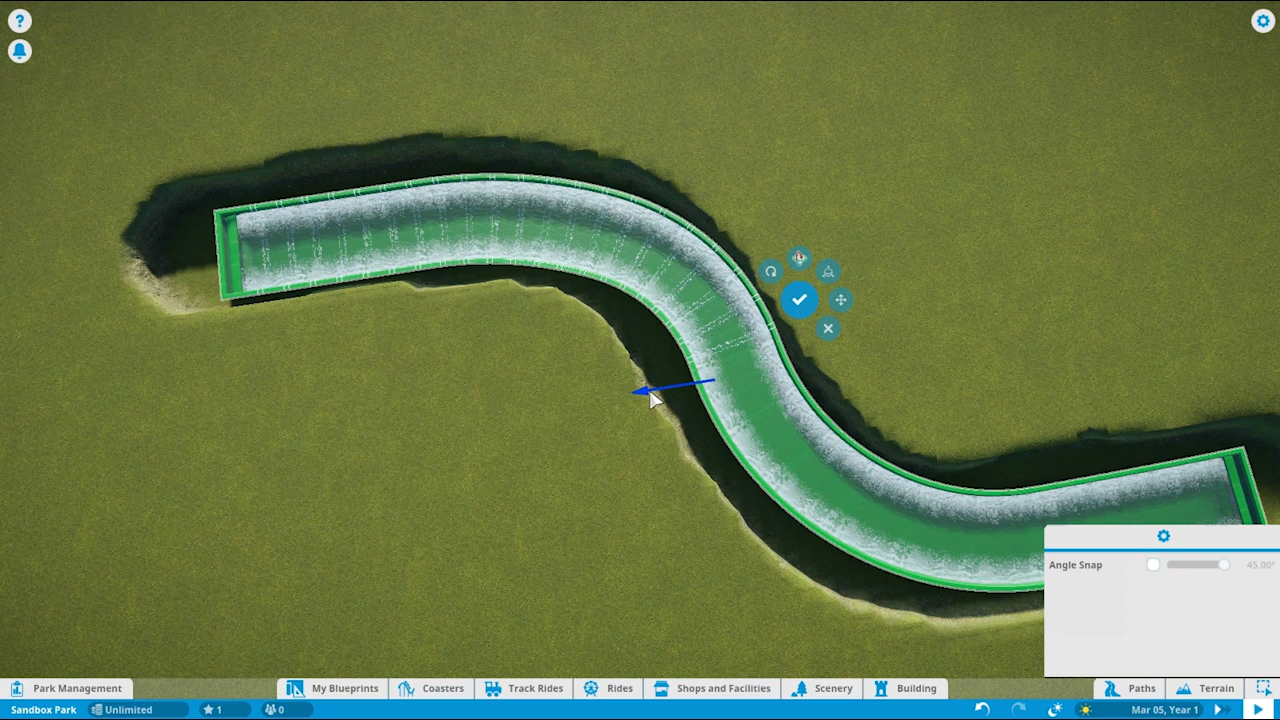 ?
Angle Snap 45.00°
Park Management My Blueprints Coasters Track Rides Rides Shops and Facilities Scenery Building Paths Terrain
Sandbox Park Unlimited 1 0 Mar 05, Year 1